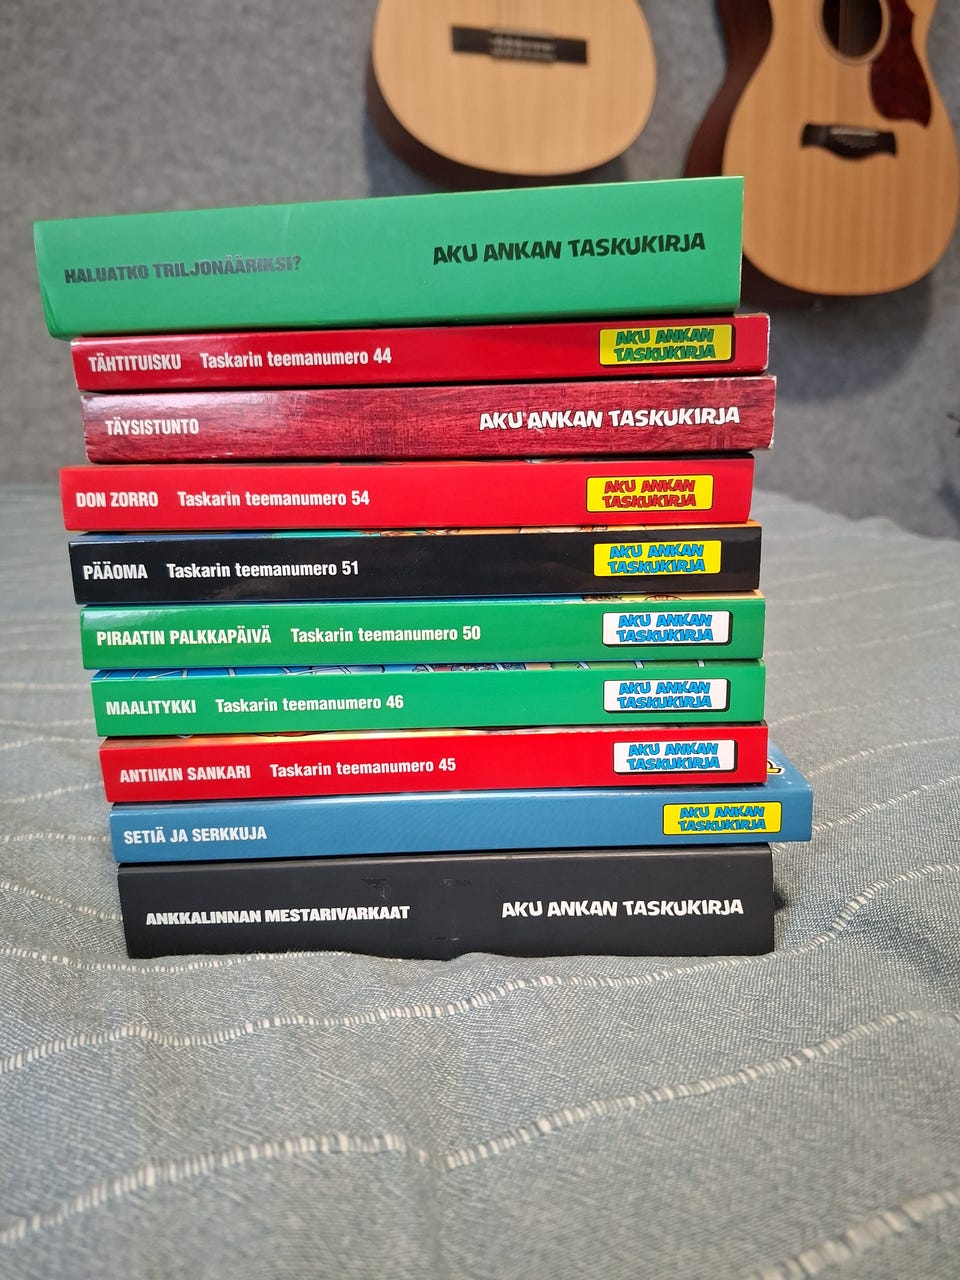 HALUATKO TRILJONÄÄRIKSI? AKU ANKAN TASKUKIRJA
TÄHTITUISKU Taskarin teemanumero 44 AKU ANKAN
TASKUKIRJA
TÄYSISTUNTO AKU ANKAN TASKUKIRJA
DON ZORRO Taskarin teemanumero 54 AKU ANKAN
TASKUKIRJA
PÄÄOMA Taskarin teemanumero 51 AKU ANKAN
TASKUKIRJA
PIRAATIN PALKKAPÄIVÄ Taskarin teemanumero 50 AKU ANKAN
TASKUKIRJA
MAALITYKKI Taskarin teemanumero 46 AKU ANKAN
TASKUKIRJA
ANTIIKIN SANKARI Taskarin teemanumero 45 AKU ANKAN
TASKUKIRJA
SETIÄ JA SERKKUJA AKU ANKAN
TASKUKIRJA
ANKKALINNAN MESTARIVARKAAT AKU ANKAN TASKUKIRJA